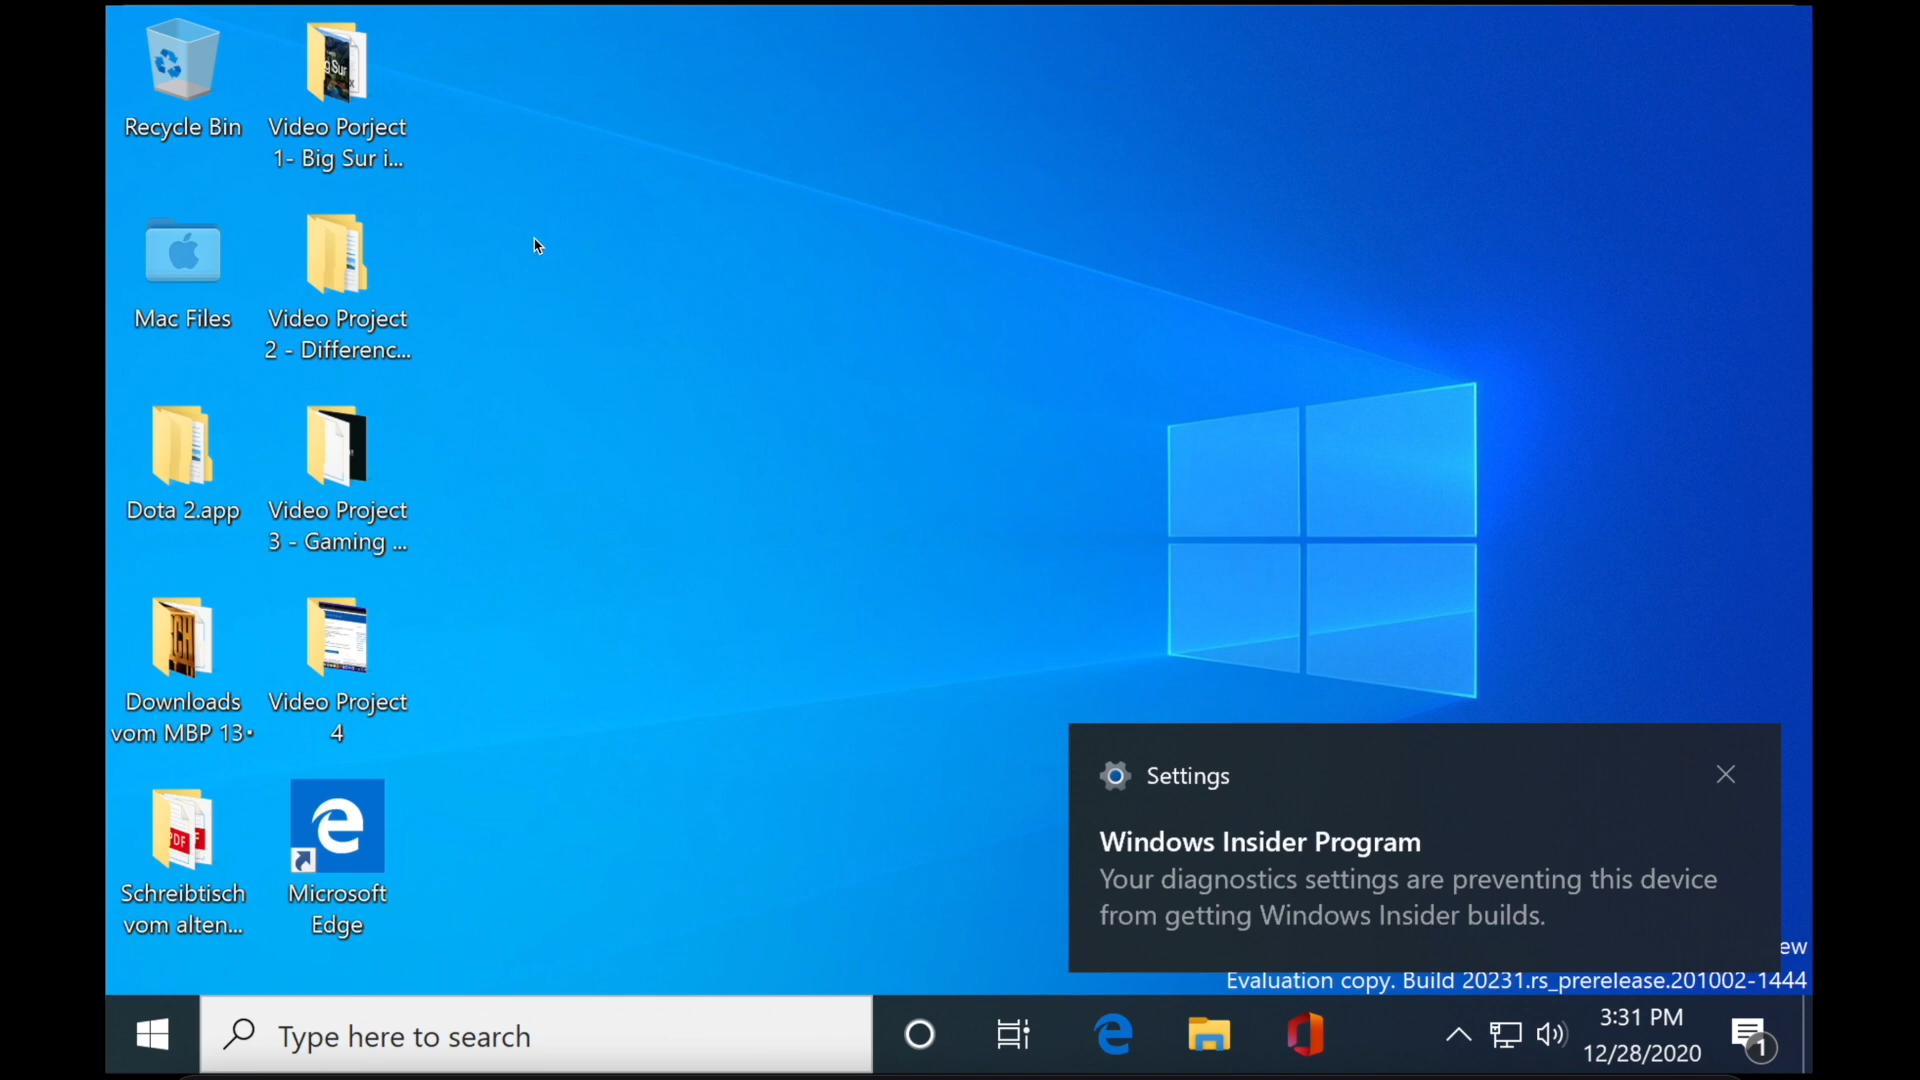 Recycle Bin
Video Porject
1- Big Sur i...
Mac Files
Video Project
2 - Differenc...
Dota 2.app
Video Project
3 - Gaming ...
Downloads
vom MBP 13•
Video Project
4
Schreibtisch
vom alten...
Microsoft
Edge
g Sur
PDF
Settings
Windows Insider Program
Your diagnostics settings are preventing this device
from getting Windows Insider builds.
ew
Evaluation copy. Build 20231.rs_prerelease.201002-1444
Type here to search
3:31 PM
12/28/2020
1